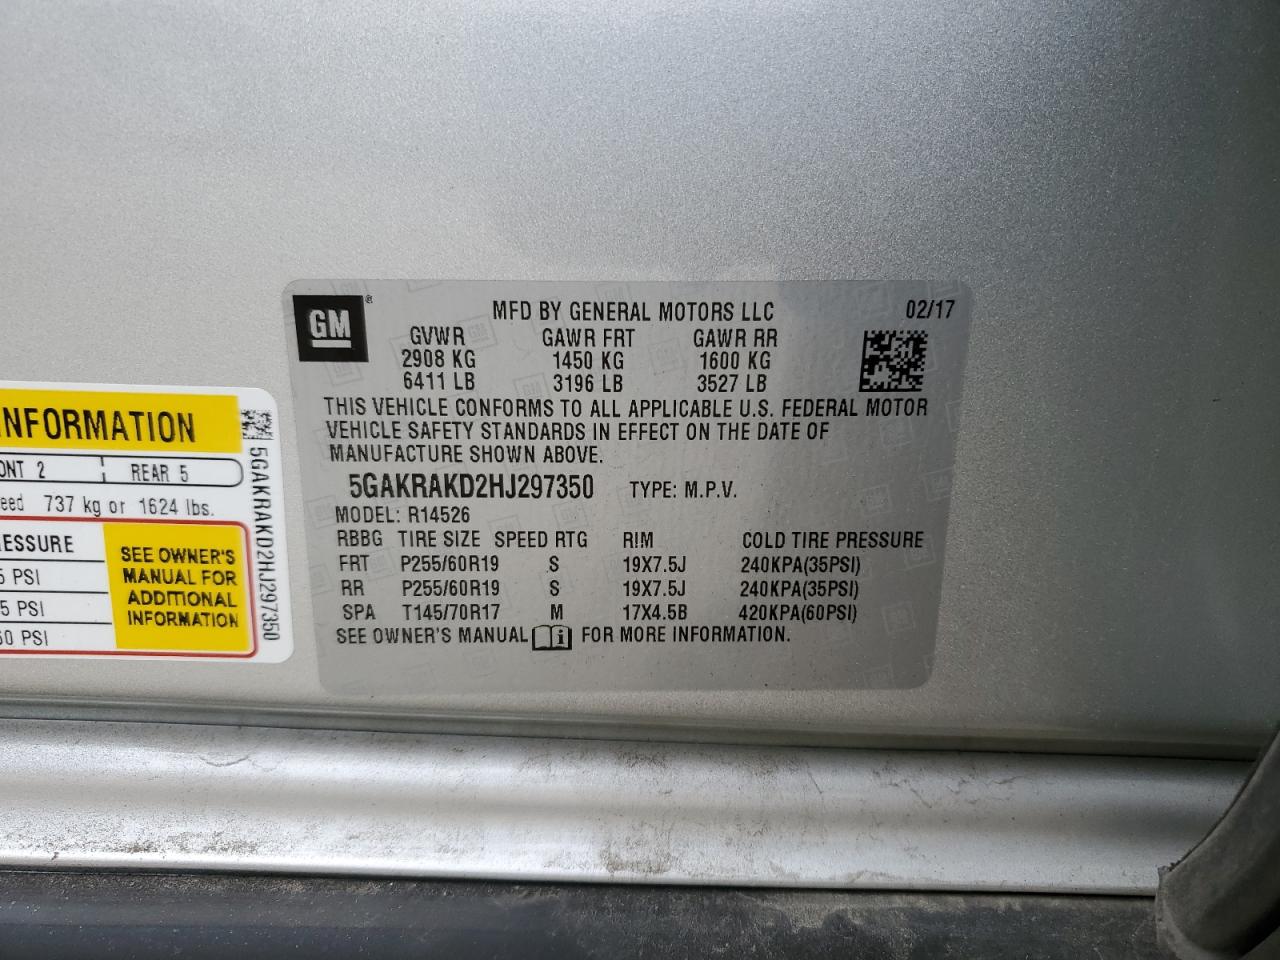 GM ®
MFD BY GENERAL MOTORS LLC 02/17
GVWR GAWR FRT GAWR RR
2908 KG 1450 KG 1600 KG
6411 LB 3196 LB 3527 LB
THIS VEHICLE CONFORMS TO ALL APPLICABLE U.S. FEDERAL MOTOR
VEHICLE SAFETY STANDARDS IN EFFECT ON THE DATE OF
MANUFACTURE SHOWN ABOVE.
5GAKRAKD2HJ297350 TYPE: M.P.V.
MODEL: R14526
RBBG TIRE SIZE SPEED RTG RIM COLD TIRE PRESSURE
FRT P255/60R19 S 19X7.5J 240KPA(35PSI)
RR P255/60R19 S 19X7.5J 240KPA(35PSI)
SPA T145/70R17 M 17X4.5B 420KPA(60PSI)
SEE OWNER'S MANUAL FOR MORE INFORMATION.
NFORMATION
ONT 2 REAR 5
eed 737 kg or 1624 lbs.
ESSURE
5 PSI
5 PSI
60 PSI
SEE OWNER'S
MANUAL FOR
ADDITIONAL
INFORMATION
5GAKRAKD2HJ297350